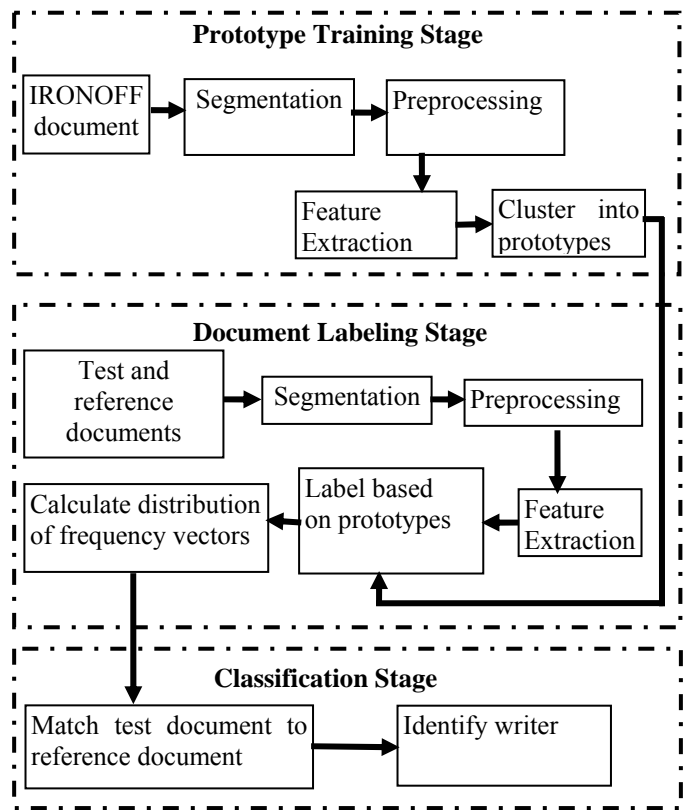 Prototype Training Stage
IRONOFF
document
Segmentation
Preprocessing
Feature
Extraction
Cluster into
prototypes
Document Labeling Stage
Test and
reference
documents
Segmentation
Preprocessing
Feature
Extraction
Label based
on prototypes
Calculate distribution
of frequency vectors
Classification Stage
Match test document to
reference document
Identify writer